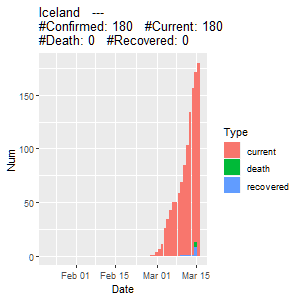 Iceland   ---
#Confirmed: 180   #Current: 180
#Death: 0   #Recovered: 0
150
100
50
0
Num
Feb 01
Feb 15
Mar 01
Mar 15
Date
Type
current
death
recovered